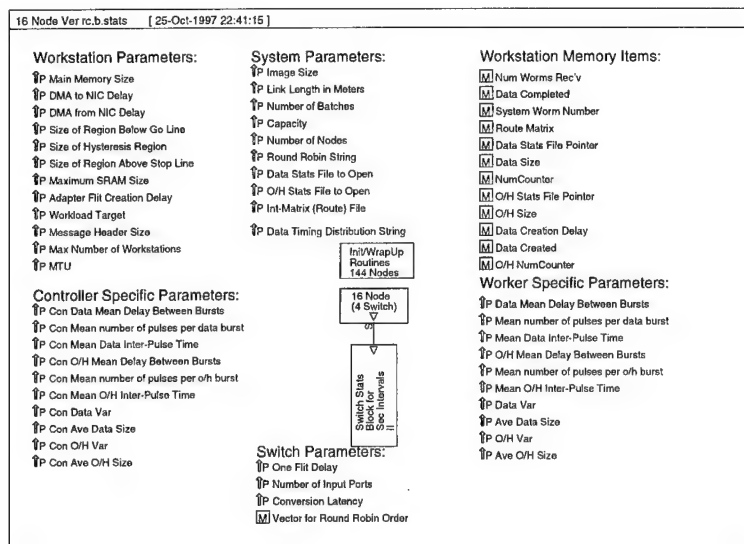 16 Node Ver rc.b.stats [ 25-Oct-1997 22:41:15 ]
Workstation Parameters:
P Main Memory Size
P DMA to NIC Delay
P DMA from NIC Delay
P Size of Region Below Go Line
P Size of Hysteresis Region
P Size of Region Above Stop Line
P Maximum SRAM Size
P Adapter Flit Creation Delay
P Workload Target
P Message Header Size
P Max Number of Workstations
P MTU
System Parameters:
P Image Size
P Link Length in Meters
P Number of Batches
P Capacity
P Number of Nodes
P Round Robin String
P Data Stats File to Open
P O/H Stats File to Open
P Int-Matrix (Route) File
P Data Timing Distribution String
Workstation Memory Items:
M Num Worms Rec'v
M Data Completed
M System Worm Number
M Route Matrix
M Data Stats File Pointer
M Data Size
M NumCounter
M O/H Stats File Pointer
M O/H Size
M Data Creation Delay
M Data Created
M O/H NumCounter
Init/WrapUp
Routines
144 Nodes
16 Node
(4 Switch)
S
Switch Stats
Block for
Sec Intervals
II
Controller Specific Parameters:
P Con Data Mean Delay Between Bursts
P Con Mean number of pulses per data burst
P Con Mean Data Inter-Pulse Time
P Con O/H Mean Delay Between Bursts
P Con Mean number of pulses per o/h burst
P Con Mean O/H Inter-Pulse Time
P Con Data Var
P Con Ave Data Size
P Con O/H Var
P Con Ave O/H Size
Worker Specific Parameters:
P Data Mean Delay Between Bursts
P Mean number of pulses per data burst
P Mean Data Inter-Pulse Time
P O/H Mean Delay Between Bursts
P Mean number of pulses per o/h burst
P Mean O/H Inter-Pulse Time
P Data Var
P Ave Data Size
P O/H Var
P Ave O/H Size
Switch Parameters:
P One Flit Delay
P Number of Input Ports
P Conversion Latency
M Vector for Round Robin Order